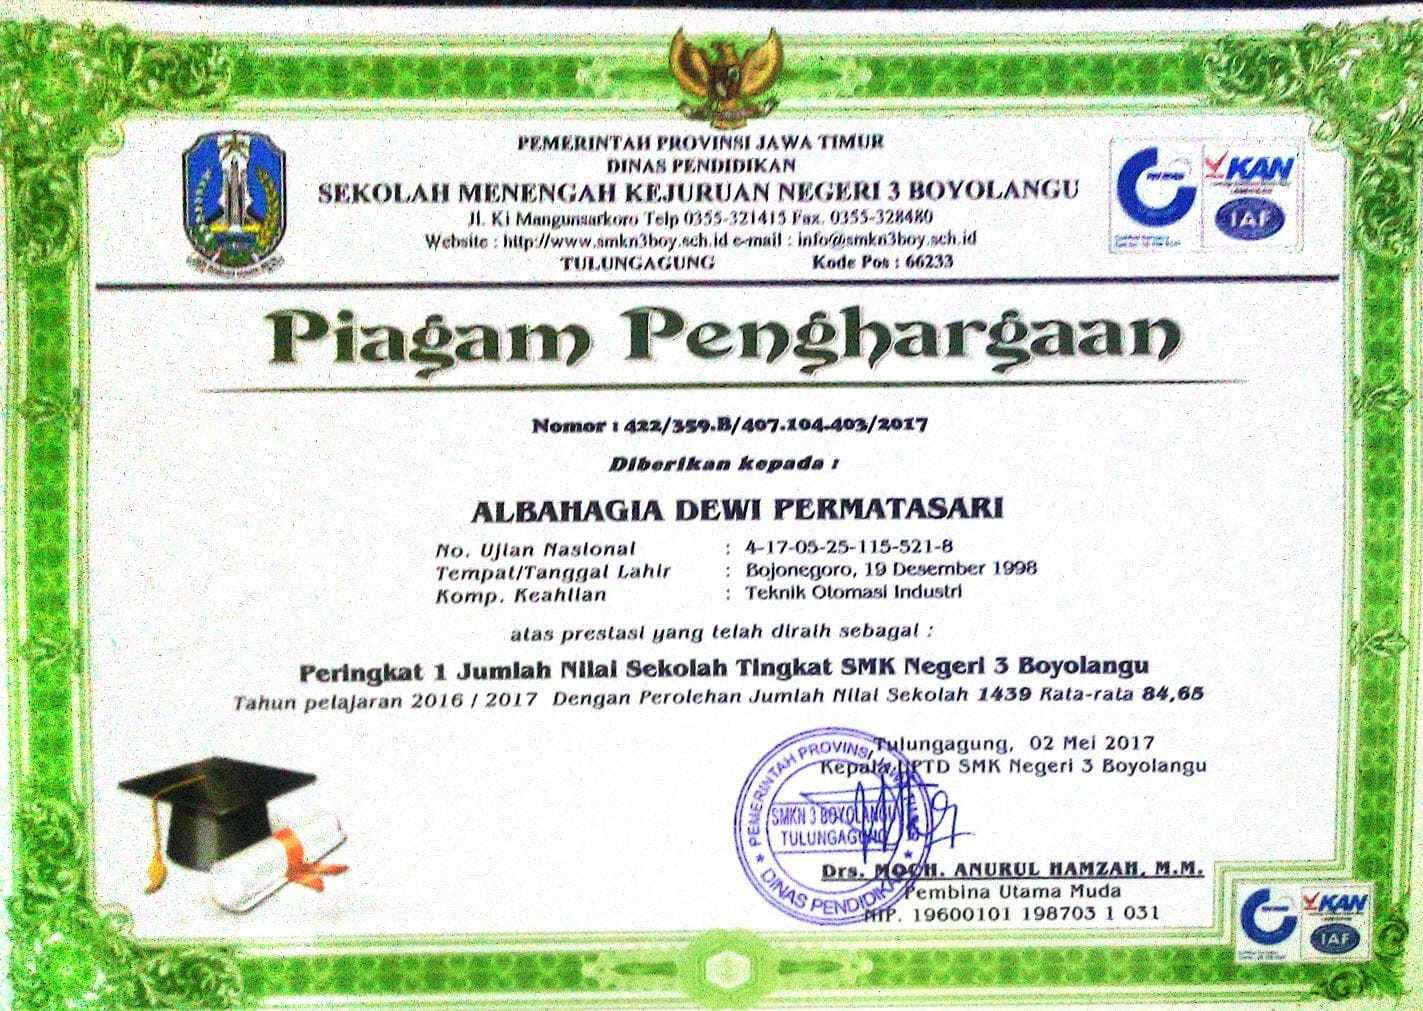 PEMERINTAH PROVINSI JAWA TIMUR
DINAS PENDIDIKAN
SEKOLAH MENENGAH KEJURUAN NEGERI 3 BOYOLANGU
Jl. Ki Mangunsarkoro Telp 0355-321415 Fax. 0355-328480
Website : http://www.smkn3boy.sch.id e-mail : info@smkn3boy.sch.id
TULUNGAGUNG Kode Pos : 66233
KAN
IAF
Piagam Penghargaan
Nomor : 422/359.B/407.104.403/2017
Diberikan kepada :
ALBAHAGIA DEWI PERMATASARI
No. Ujian Nasional : 4-17-05-25-115-521-8
Tempat/Tanggal Lahir : Bojonegoro, 19 Desember 1998
Komp. Keahlian : Teknik Otomasi Industri
atas prestasi yang telah diraih sebagai :
Peringkat 1 Jumlah Nilai Sekolah Tingkat SMK Negeri 3 Boyolangu
Tahun pelajaran 2016 / 2017 Dengan Perolehan Jumlah Nilai Sekolah 1439 Rata-rata 84,65
Tulungagung, 02 Mei 2017
Kepala UPTD SMK Negeri 3 Boyolangu
PEMERINTAH PROVINSI JAWA TIMUR
SMKN 3 BOYOLANGU
TULUNGAGUNG
DINAS PENDIDIKAN
Drs. MOCH. ANURUL HAMZAH, M.M.
Pembina Utama Muda
NIP. 19600101 198703 1 031
KAN
IAF